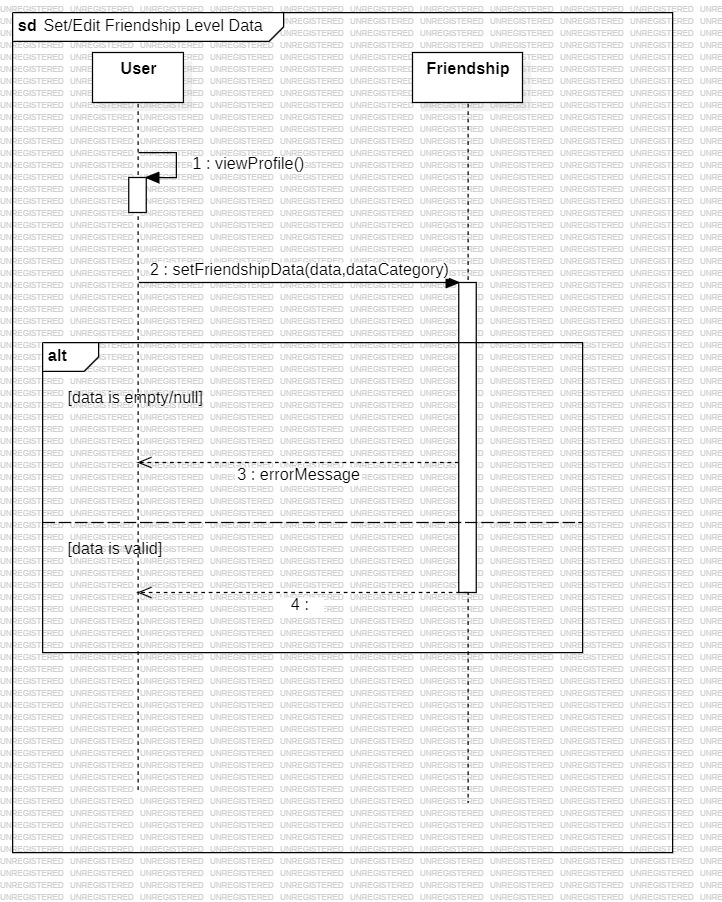 sd Set/Edit Friendship Level Data
User
Friendship
1 : viewProfile()
2 : setFriendshipData(data,dataCategory)
alt
[data is empty/null]
3 : errorMessage
[data is valid]
4 :
UNREGISTERED